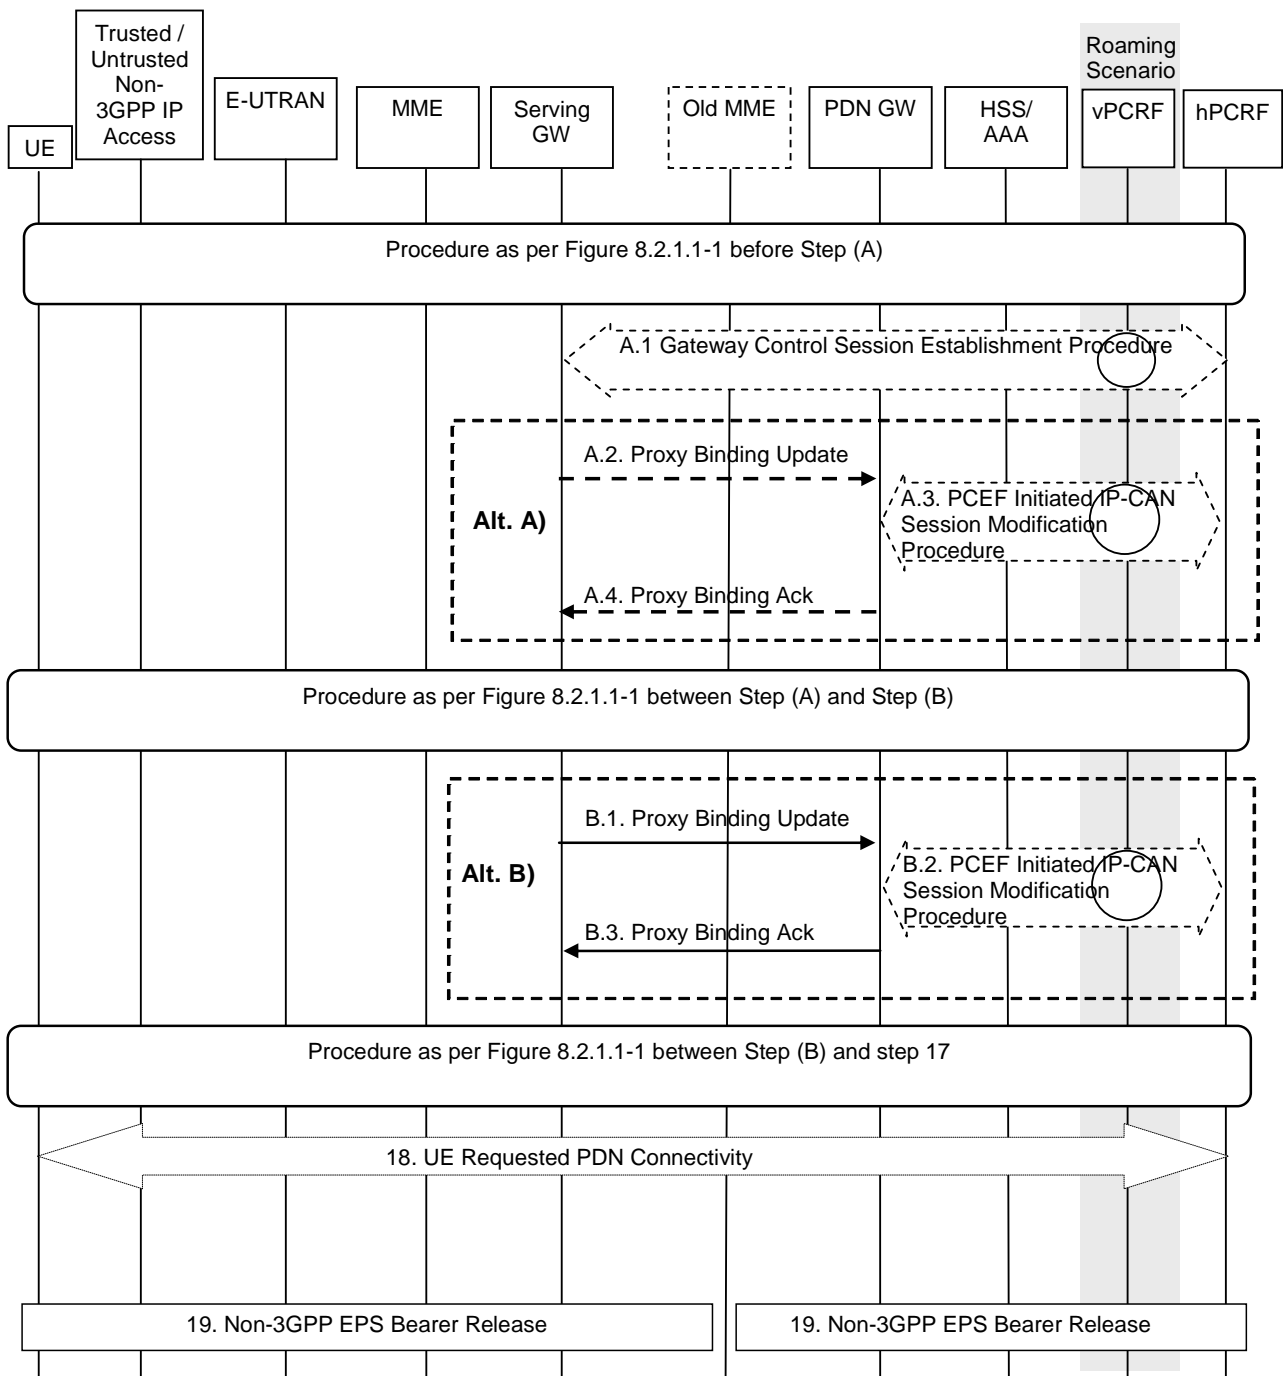 Trusted /
Untrusted
Non-
3GPP IP
Access
Roaming
Scenario
UE
E-UTRAN
MME
Serving
GW
Old MME
PDN GW
HSS/
AAA
vPCRF
hPCRF
Procedure as per Figure 8.2.1.1-1 before Step (A)
A.1 Gateway Control Session Establishment Procedure
Alt. A)
A.2. Proxy Binding Update
A.3. PCEF Initiated IP-CAN
Session Modification
Procedure
A.4. Proxy Binding Ack
Procedure as per Figure 8.2.1.1-1 between Step (A) and Step (B)
Alt. B)
B.1. Proxy Binding Update
B.2. PCEF Initiated IP-CAN
Session Modification
Procedure
B.3. Proxy Binding Ack
Procedure as per Figure 8.2.1.1-1 between Step (B) and step 17
18. UE Requested PDN Connectivity
19. Non-3GPP EPS Bearer Release
19. Non-3GPP EPS Bearer Release